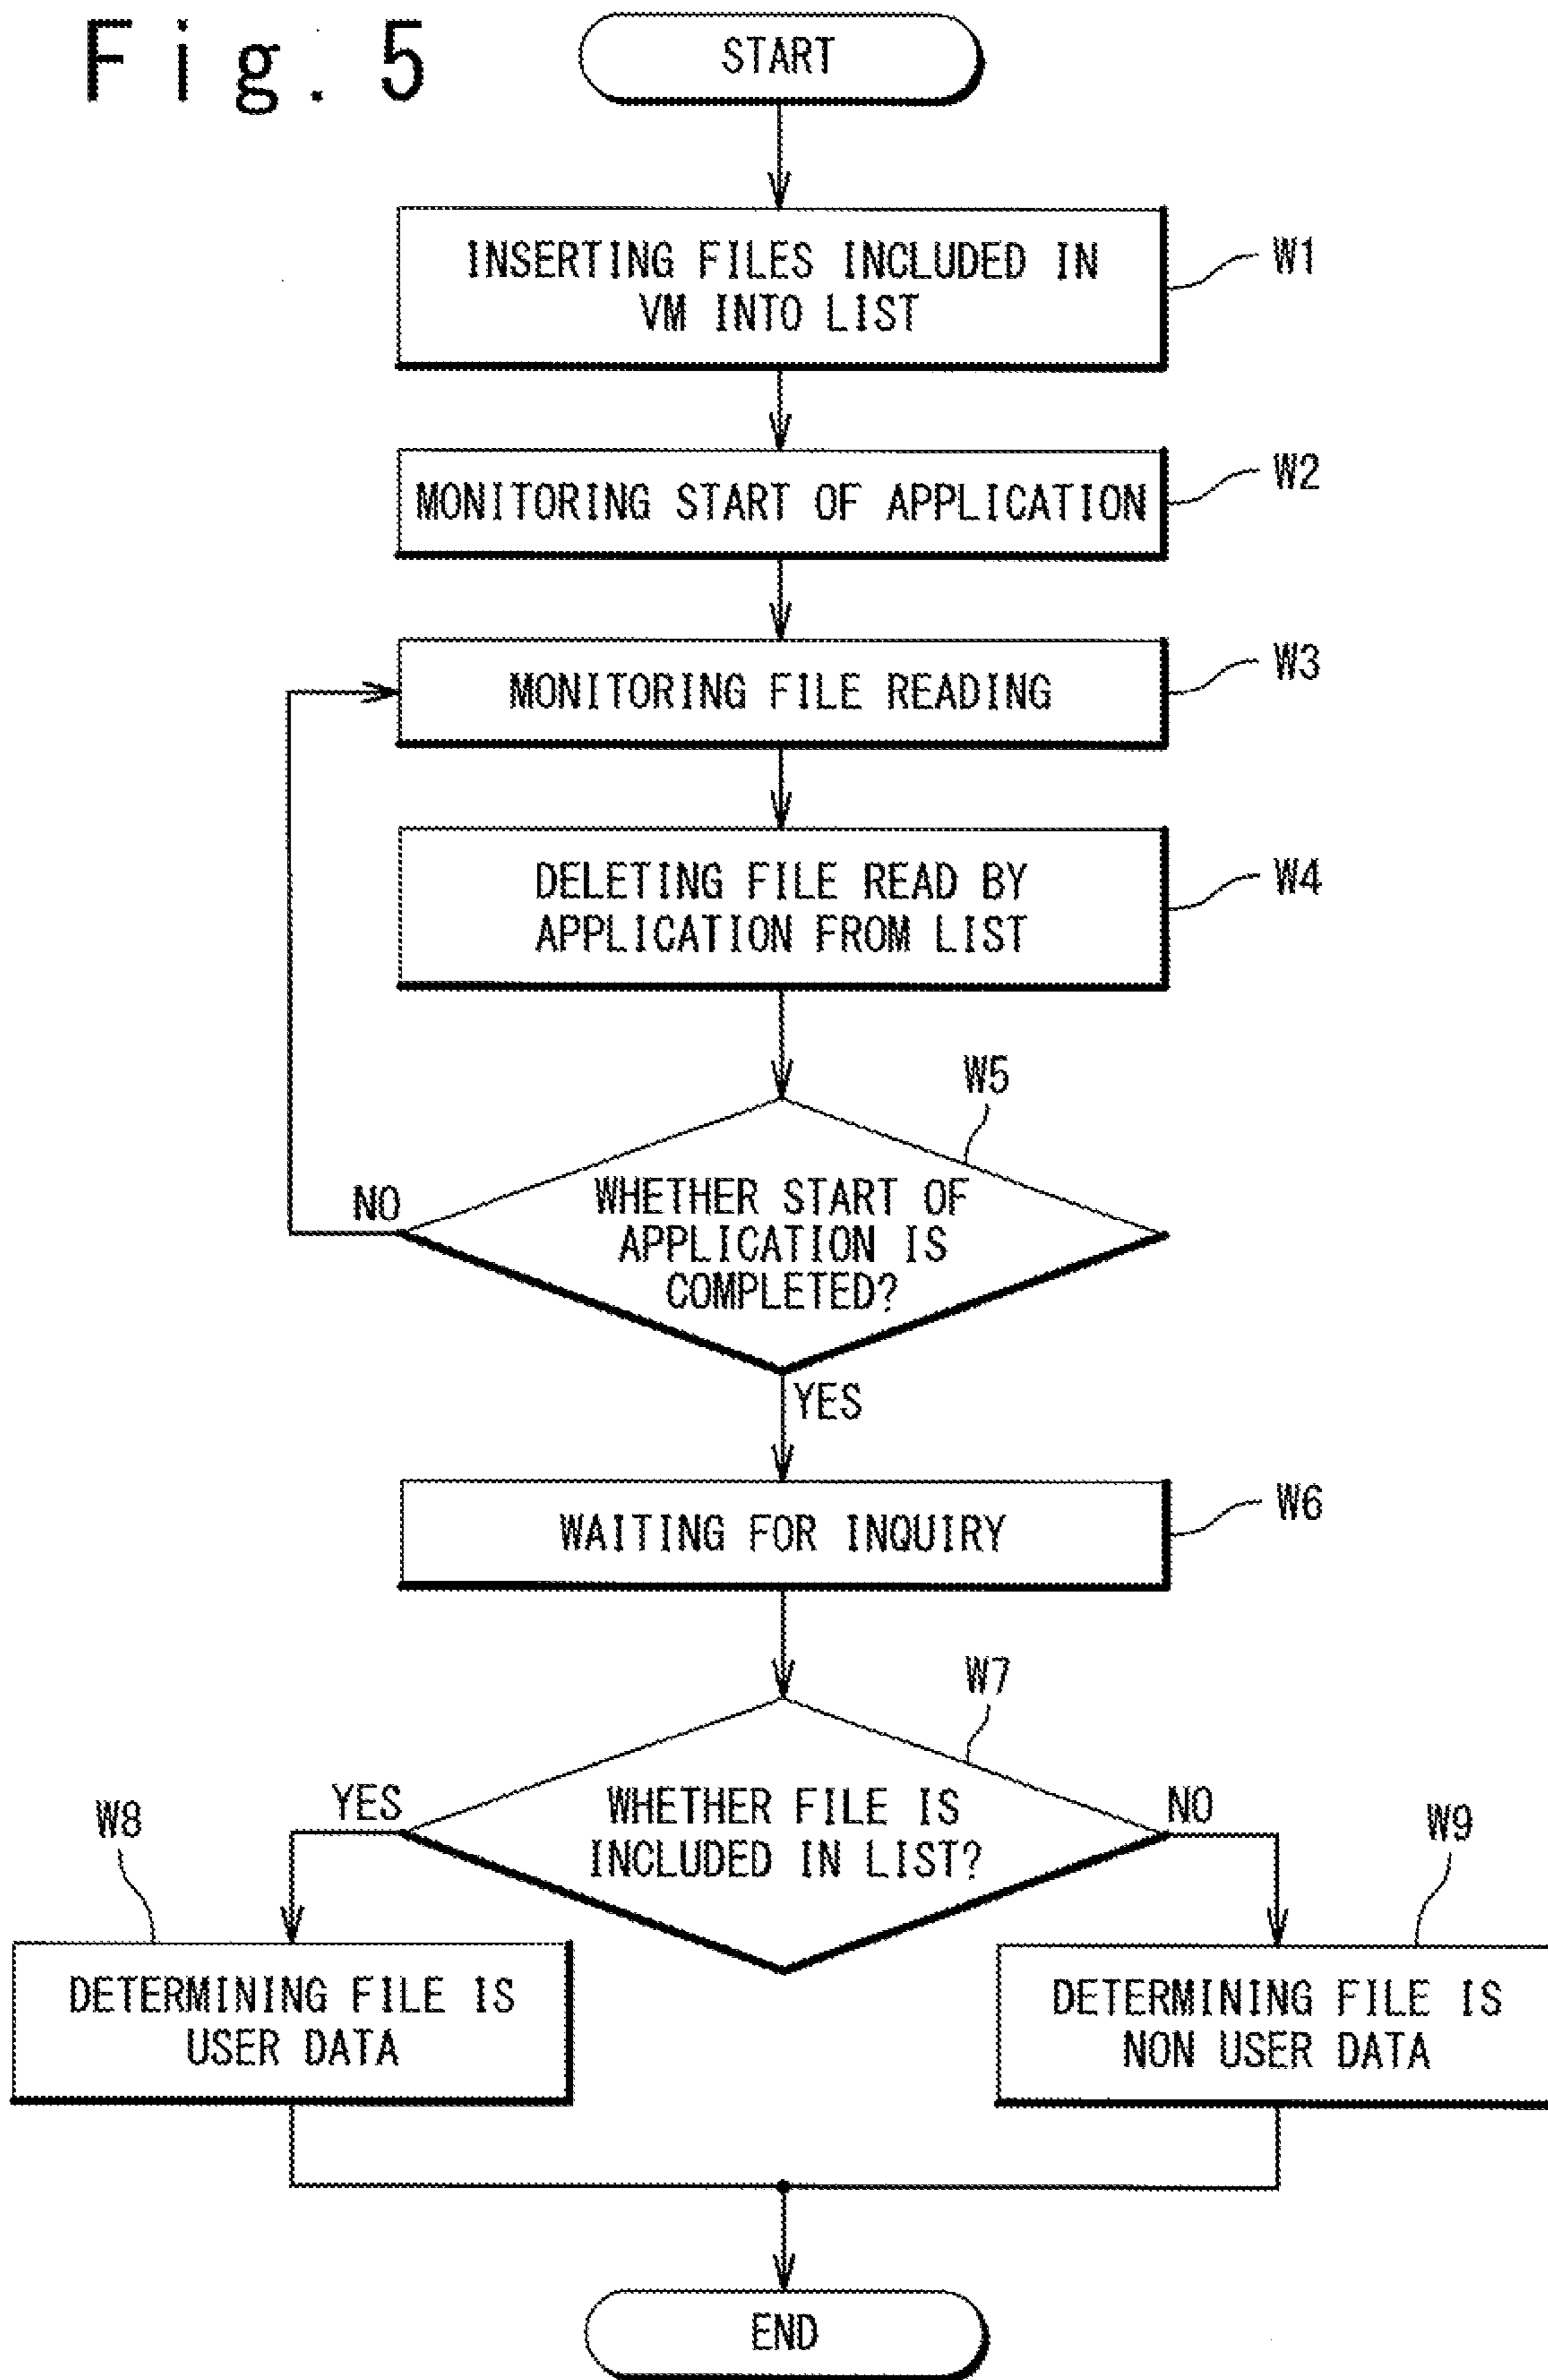 Fig. 5
START
INSERTING FILES INCLUDED IN
VM INTO LIST
W1
MONITORING START OF APPLICATION
W2
MONITORING FILE READING
W3
DELETING FILE READ BY
APPLICATION FROM LIST
W4
W5
WHETHER START OF
APPLICATION IS
COMPLETED?
NO
YES
WAITING FOR INQUIRY
W6
W7
WHETHER FILE IS
INCLUDED IN LIST?
YES
NO
W8
DETERMINING FILE IS
USER DATA
W9
DETERMINING FILE IS
NON USER DATA
END